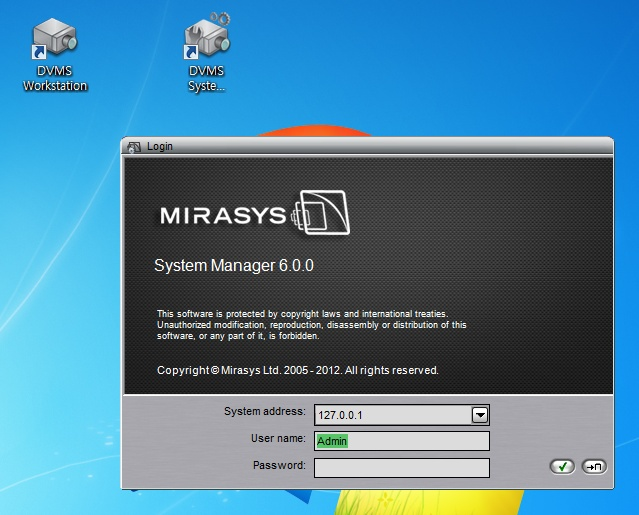 DVMS
Workstation
DVMS
Syste...
Login
MIRASYS
System Manager 6.0.0
This software is protected by copyright laws and international treaties.
Unauthorized modification, reproduction, disassembly or distribution of this
software, or any part of it, is forbidden.
Copyright © Mirasys Ltd. 2005 - 2012. All rights reserved.
System address: 127.0.0.1
User name: Admin
Password: